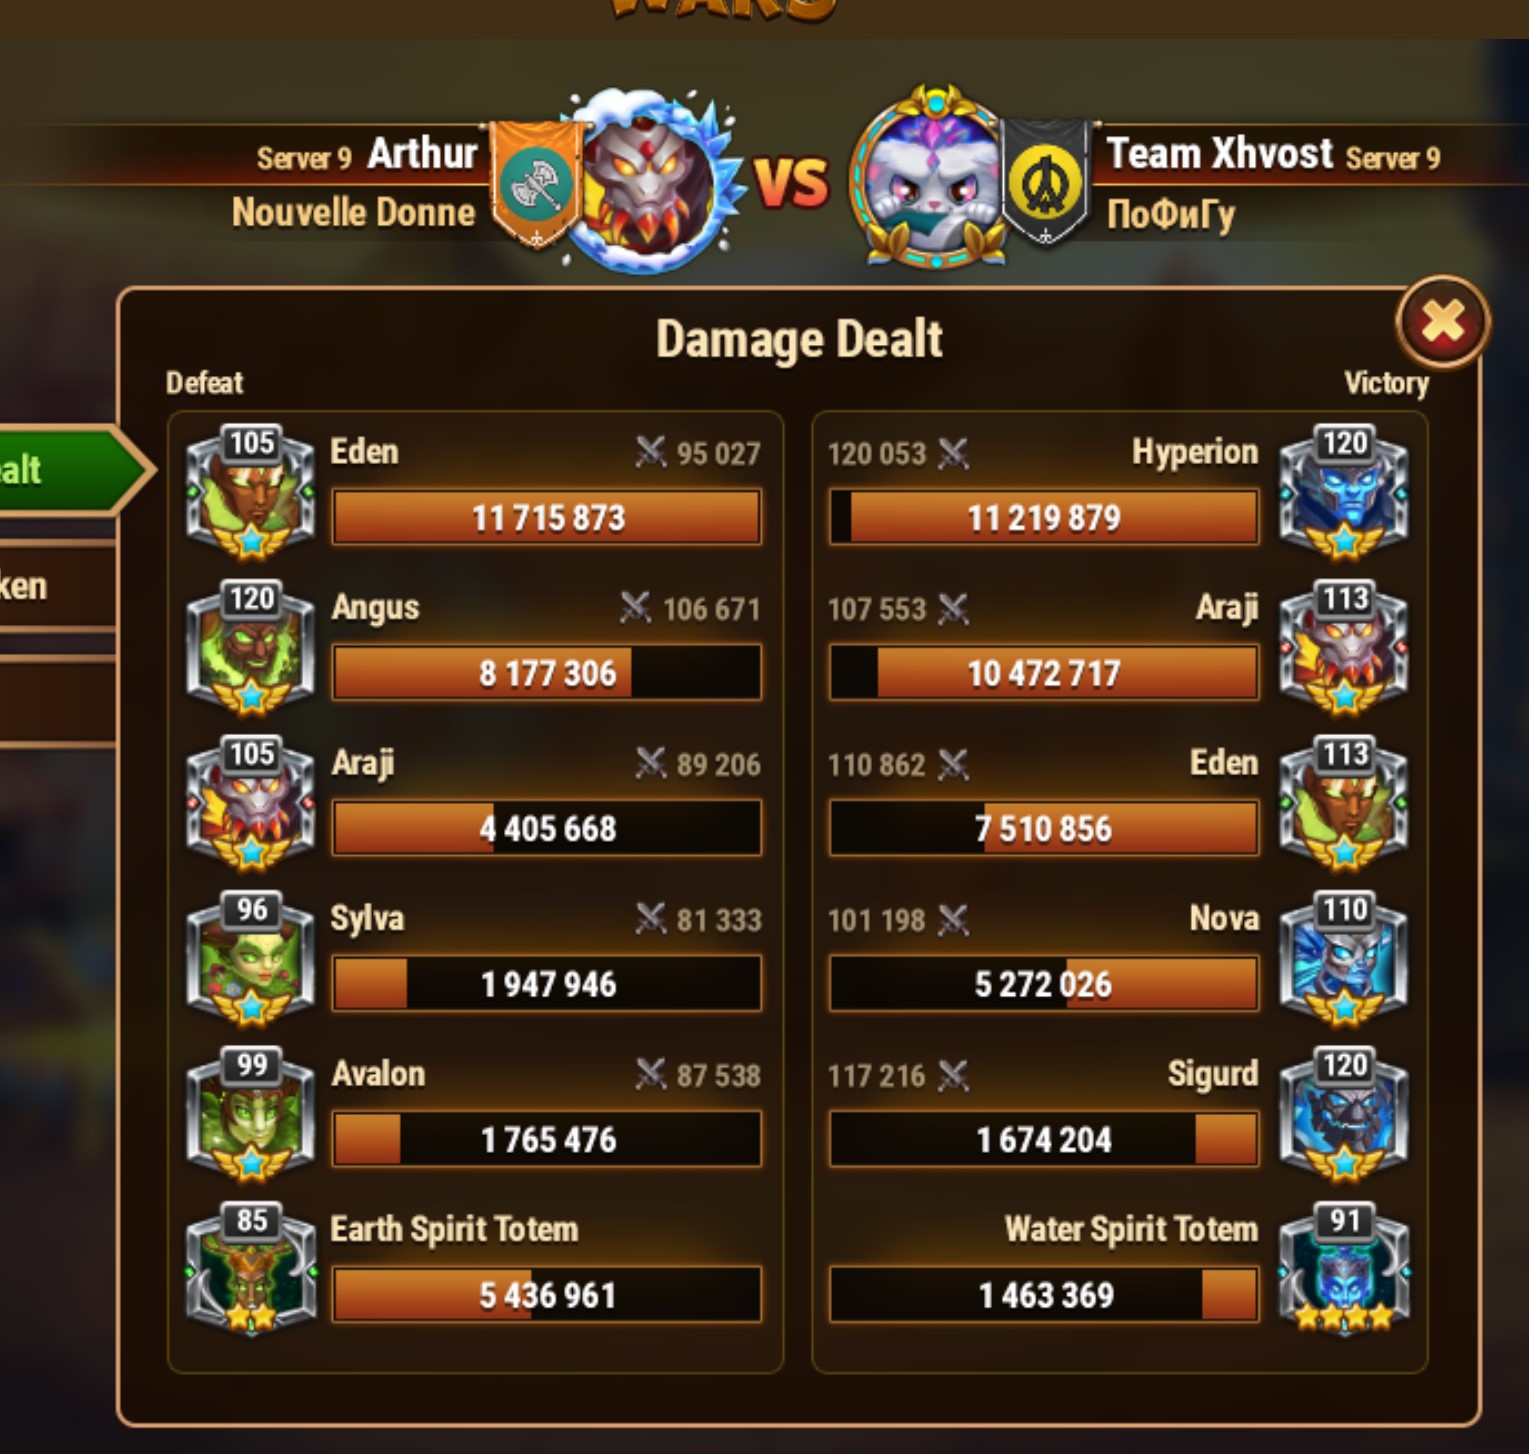 WARS
Server 9 Arthur
Nouvelle Donne
VS
Team Xhvost Server 9
ПоФиГу
Damage Dealt
Defeat
Victory
ealt
ken
105 Eden 95 027
11 715 873
120 Angus 106 671
8 177 306
105 Araji 89 206
4 405 668
96 Sylva 81 333
1 947 946
99 Avalon 87 538
1 765 476
85 Earth Spirit Totem
5 436 961
120 053 Hyperion 120
11 219 879
107 553 Araji 113
10 472 717
110 862 Eden 113
7 510 856
101 198 Nova 110
5 272 026
117 216 Sigurd 120
1 674 204
Water Spirit Totem 91
1 463 369